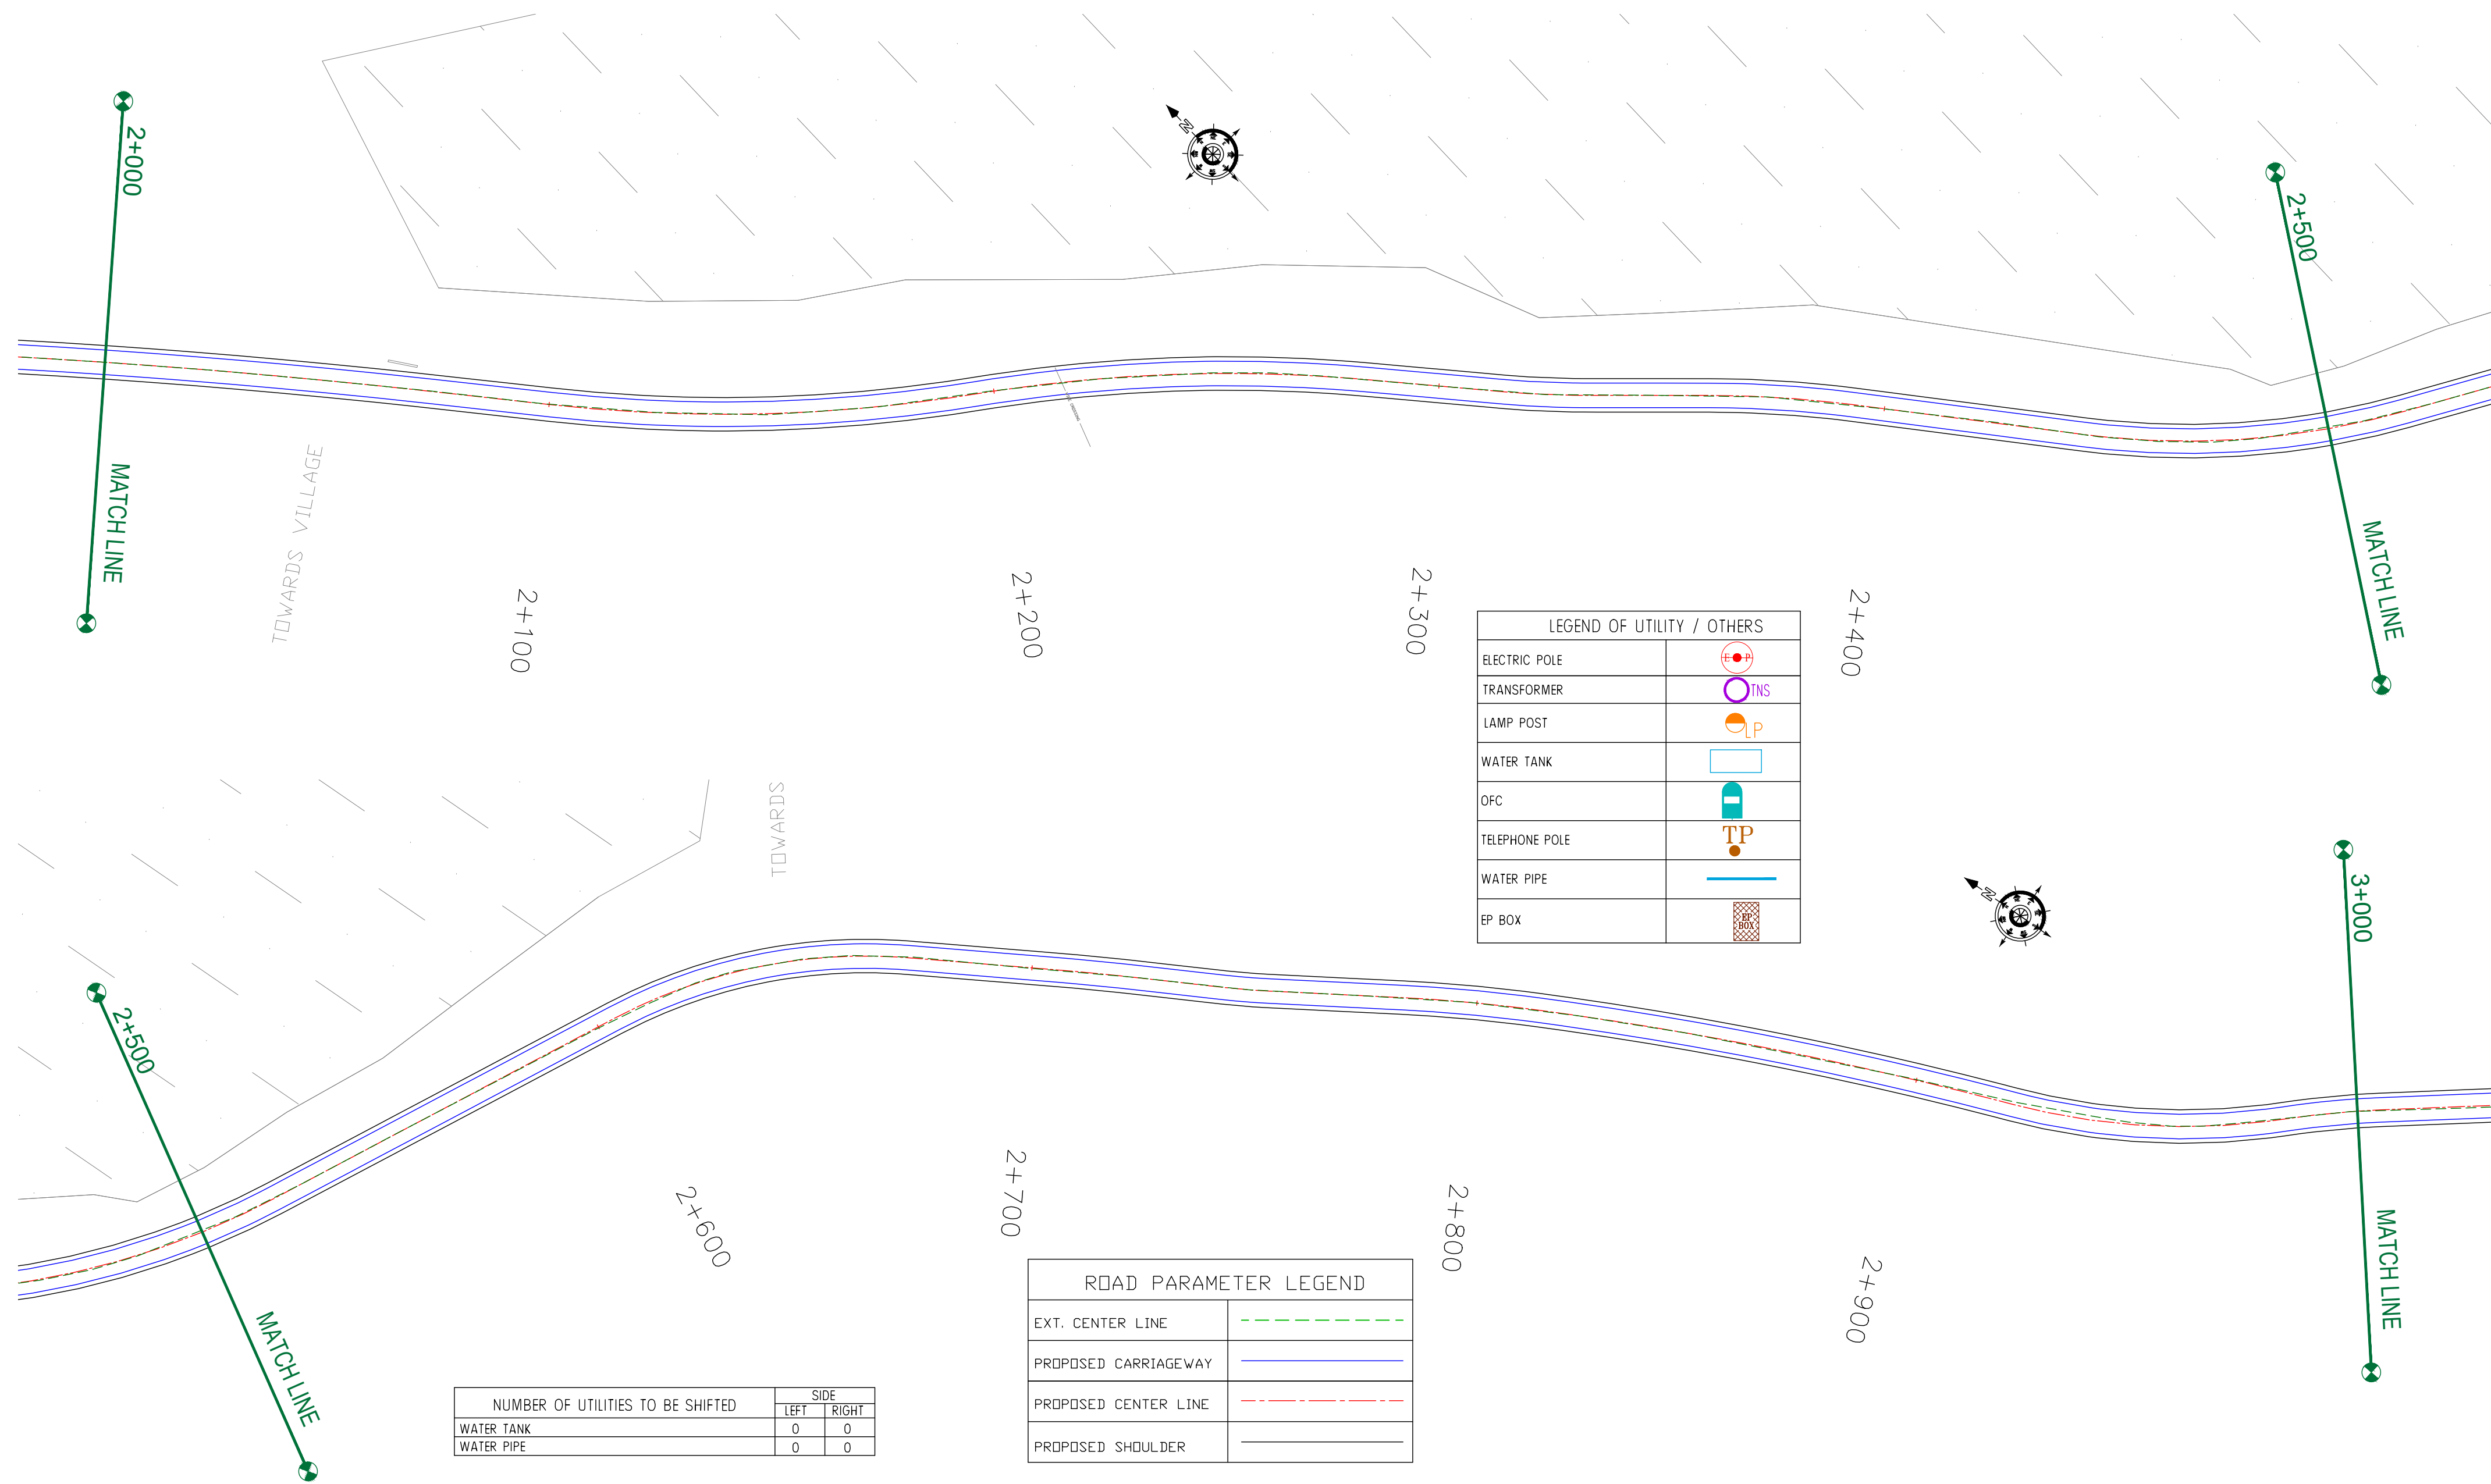 2+000
N
2+500
MATCH LINE
MATCH LINE
TOWARDS VILLAGE
2+100
2+200
2+300
2+400
LEGEND OF UTILITY / OTHERS
ELECTRIC POLE E P
TRANSFORMER TNS
LAMP POST LP
WATER TANK
OFC
TELEPHONE POLE TP
WATER PIPE
EP BOX EP BOX
TOWARDS
N
3+000
2+500
2+600
2+700
2+800
2+900
MATCH LINE
MATCH LINE
ROAD PARAMETER LEGEND
EXT. CENTER LINE
PROPOSED CARRIAGEWAY
PROPOSED CENTER LINE
PROPOSED SHOULDER
NUMBER OF UTILITIES TO BE SHIFTED SIDE
LEFT RIGHT
WATER TANK 0 0
WATER PIPE 0 0